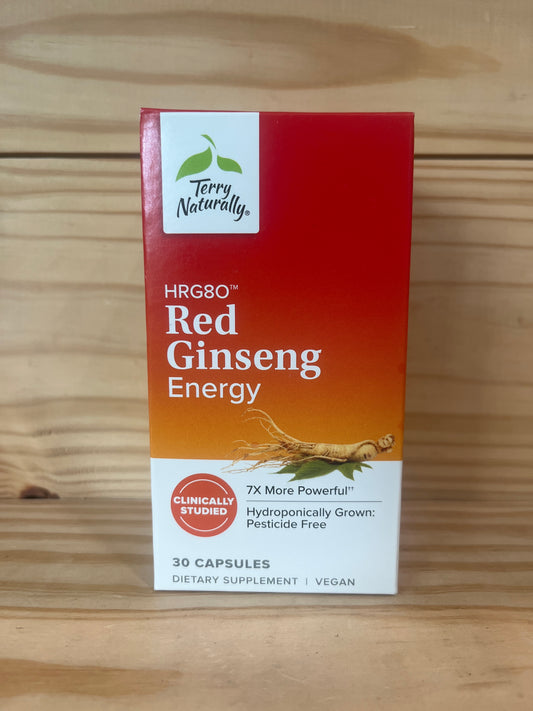 Terry
Naturally®
HRG80™
Red
Ginseng
Energy
CLINICALLY
STUDIED
7X More Powerful††
Hydroponically Grown:
Pesticide Free
30 CAPSULES
DIETARY SUPPLEMENT | VEGAN